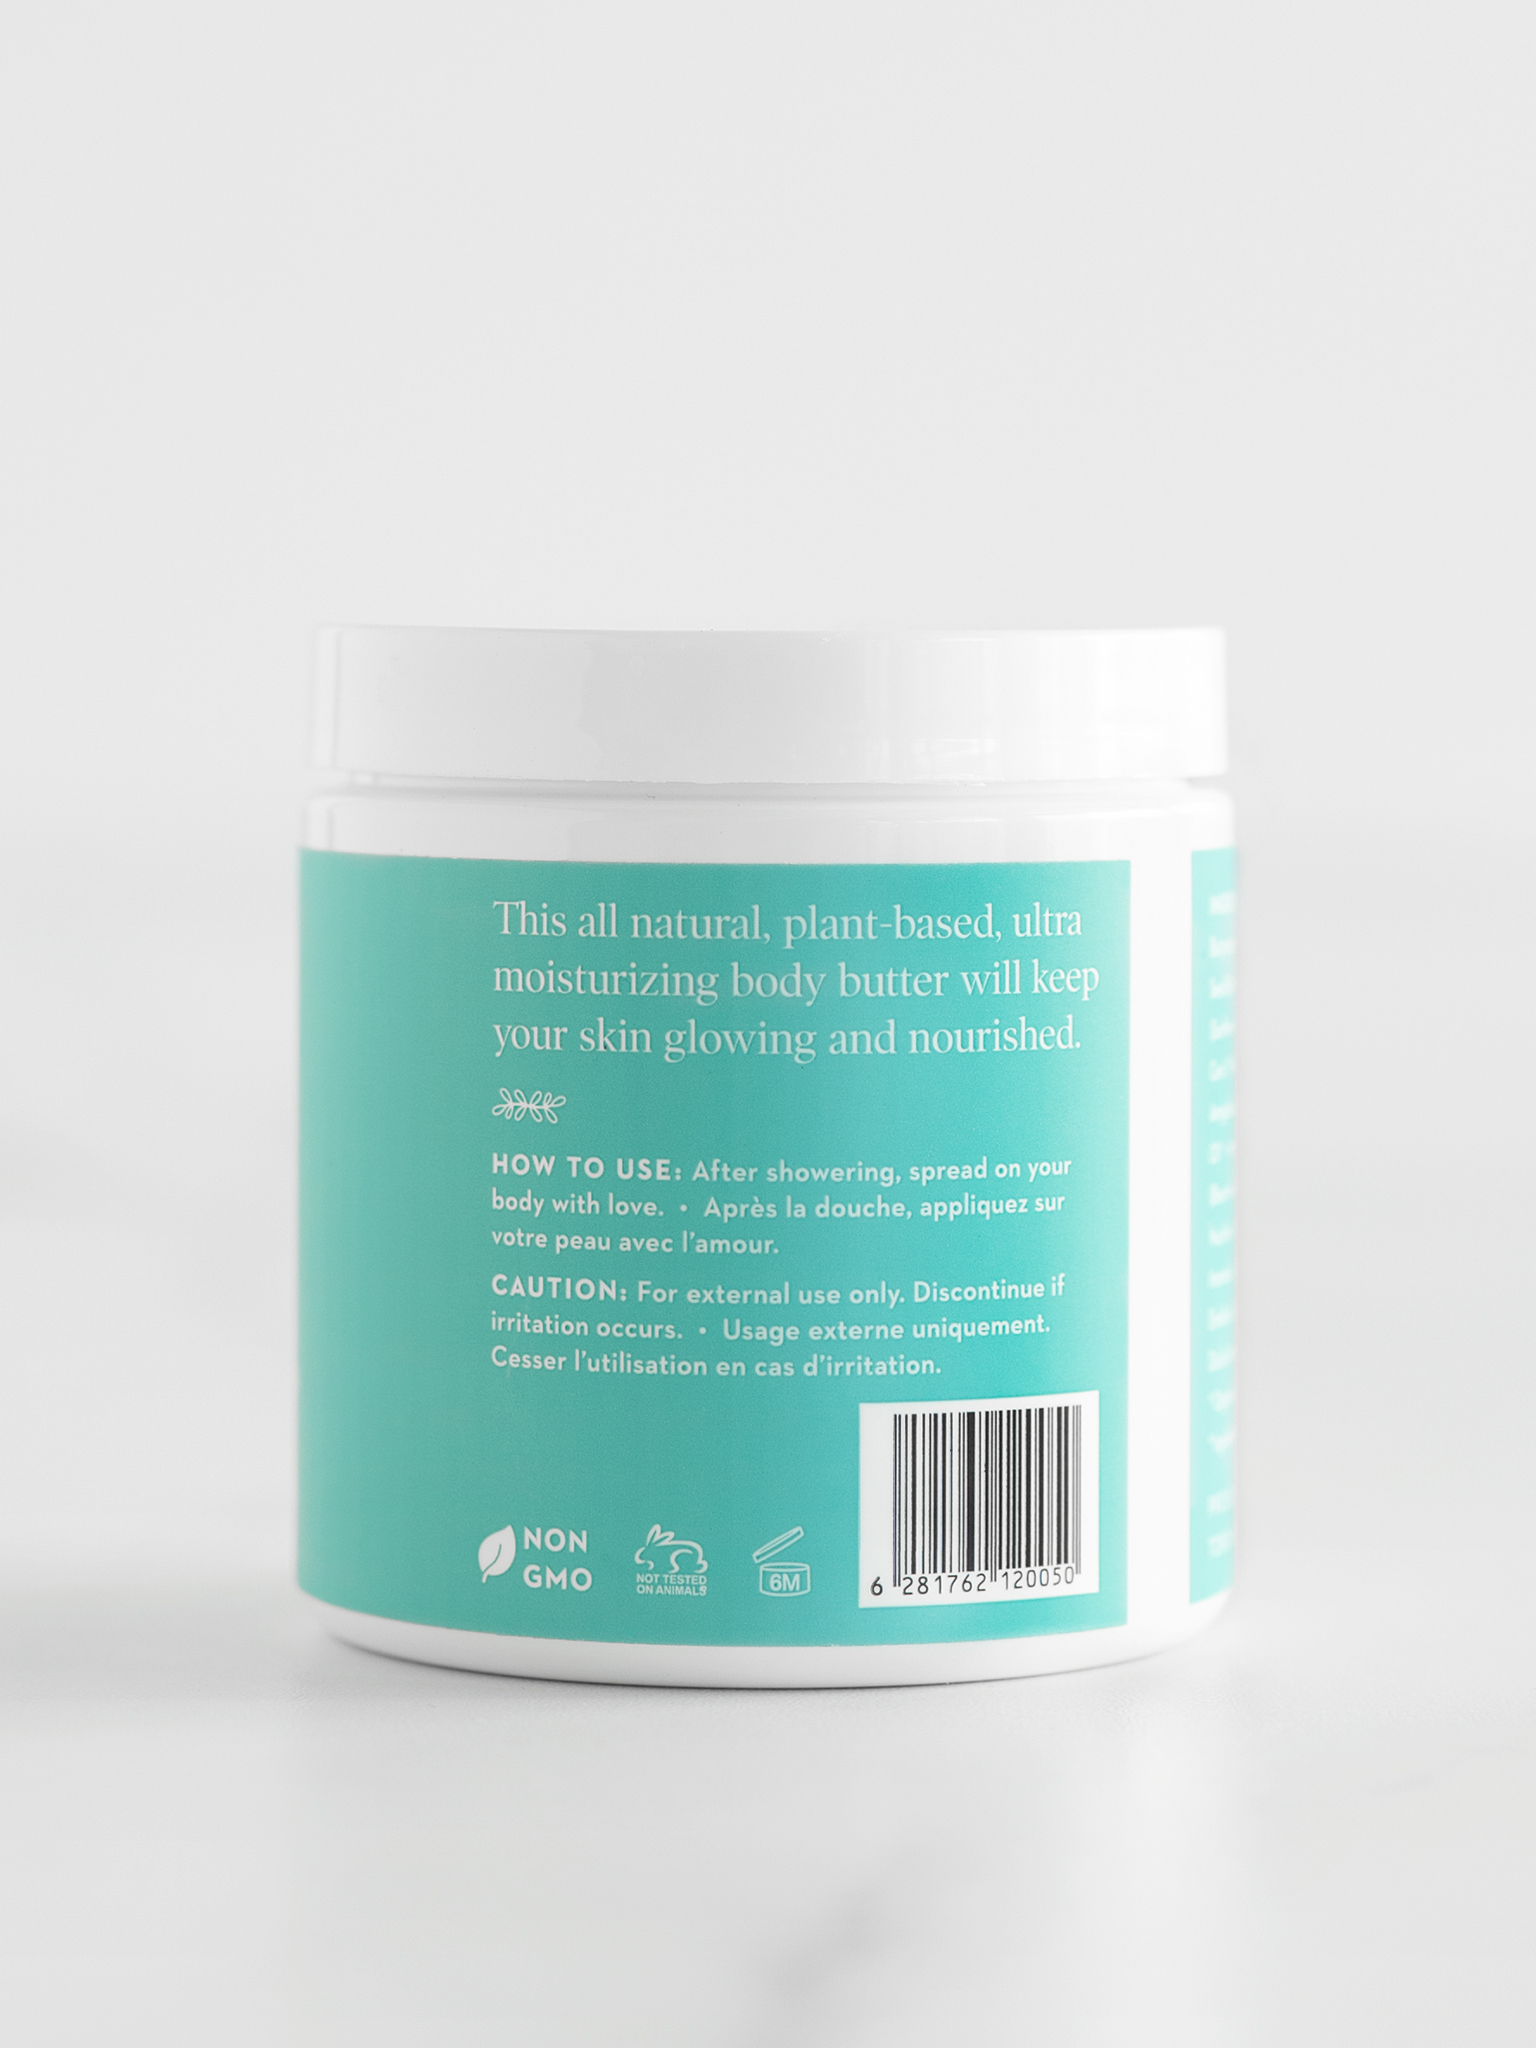 This all natural, plant-based, ultra
moisturizing body butter will keep
your skin glowing and nourished.
HOW TO USE: After showering, spread on your
body with love. • Après la douche, appliquez sur
votre peau avec l'amour.
CAUTION: For external use only. Discontinue if
irritation occurs. • Usage externe uniquement.
Cesser l'utilisation en cas d'irritation.
NON
GMO
NOT TESTED
ON ANIMALS
6M
6 281762 120050